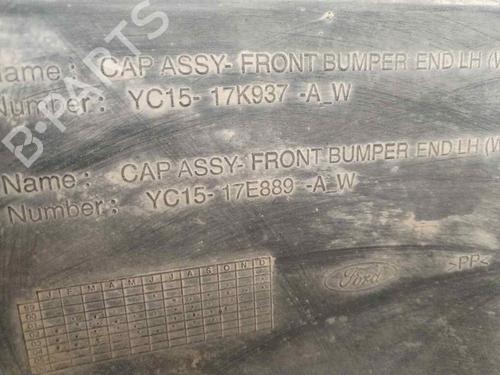 Name: CAP ASSY- FRONT BUMPER END LH
Number: YC15- 17K937 -A_W
Name: CAP ASSY- FRONT BUMPER END LH
Number: YC15- 17E889 -A_W
J F M A M J J A S O N D
Ford
>PP<
B-PARTS